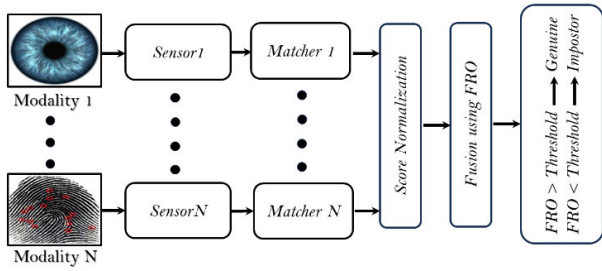 Sensor1
Matcher 1
Modality 1
SensorN
Matcher N
Modality N
Score Normalization
Fusion using FRO
FRO > Threshold → Genuine
FRO < Threshold → Impostor